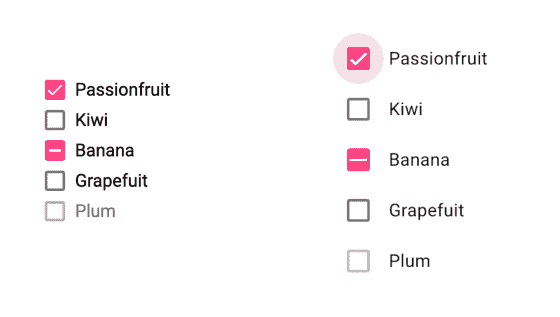 Passionfruit
Kiwi
Banana
Grapefuit
Plum
Passionfruit
Kiwi
Banana
Grapefuit
Plum